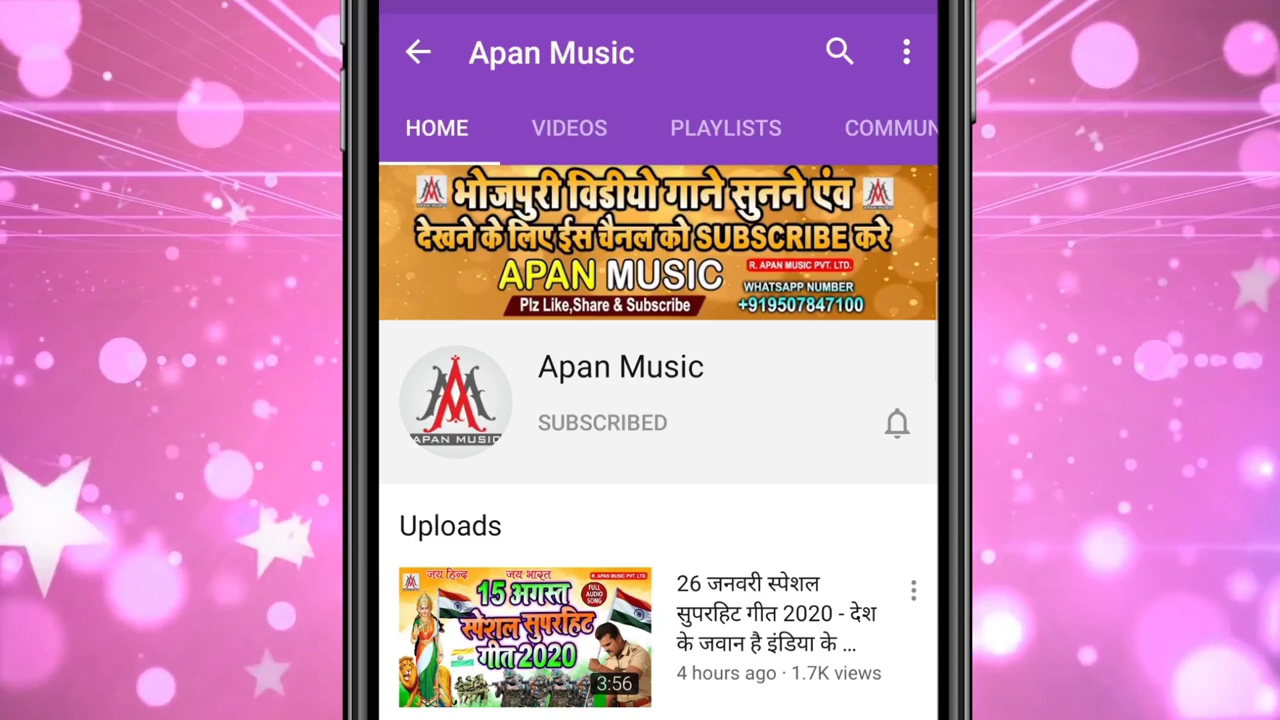 Apan Music
HOME VIDEOS PLAYLISTS COMMUN
भोजपुरी विडीयो गाने सुनने एंव
देखने के लिए ईस चैनल को SUBSCRIBE करे
APAN MUSIC
R. APAN MUSIC PVT. LTD.
WHATSAPP NUMBER
Plz Like,Share & Subscribe
+919507847100
APAN MUSIC
Apan Music
SUBSCRIBED
Uploads
जय हिन्द जय भारत
R. APAN MUSIC PVT. LTD
15 अगस्त
FULL
AUDIO
SONG
स्पेशल सुपरहिट
गीत 2020
3:56
26 जनवरी स्पेशल
सुपरहिट गीत 2020 - देश
के जवान है इंडिया के ...
4 hours ago · 1.7K views